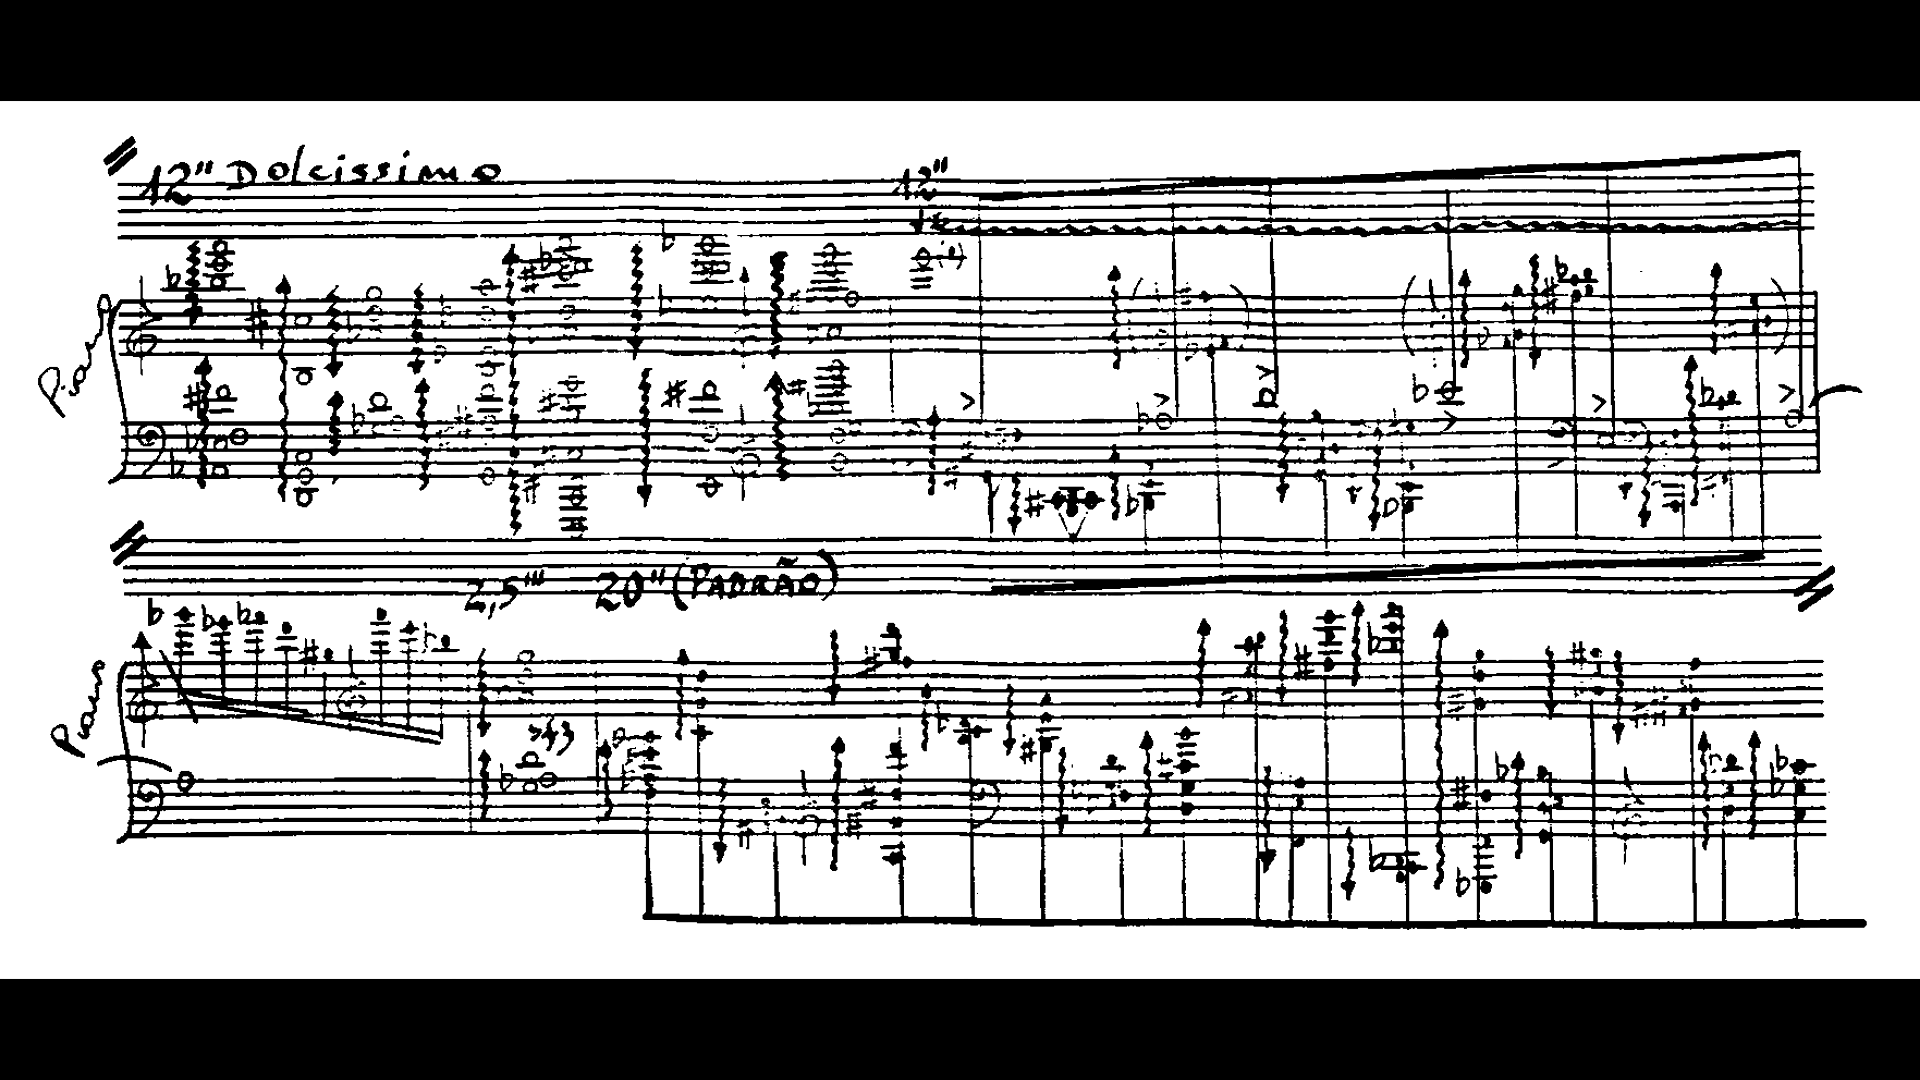 12" Dolcissimo 12"
Piano
2,5''' 20" (PADRÃO)
Piano